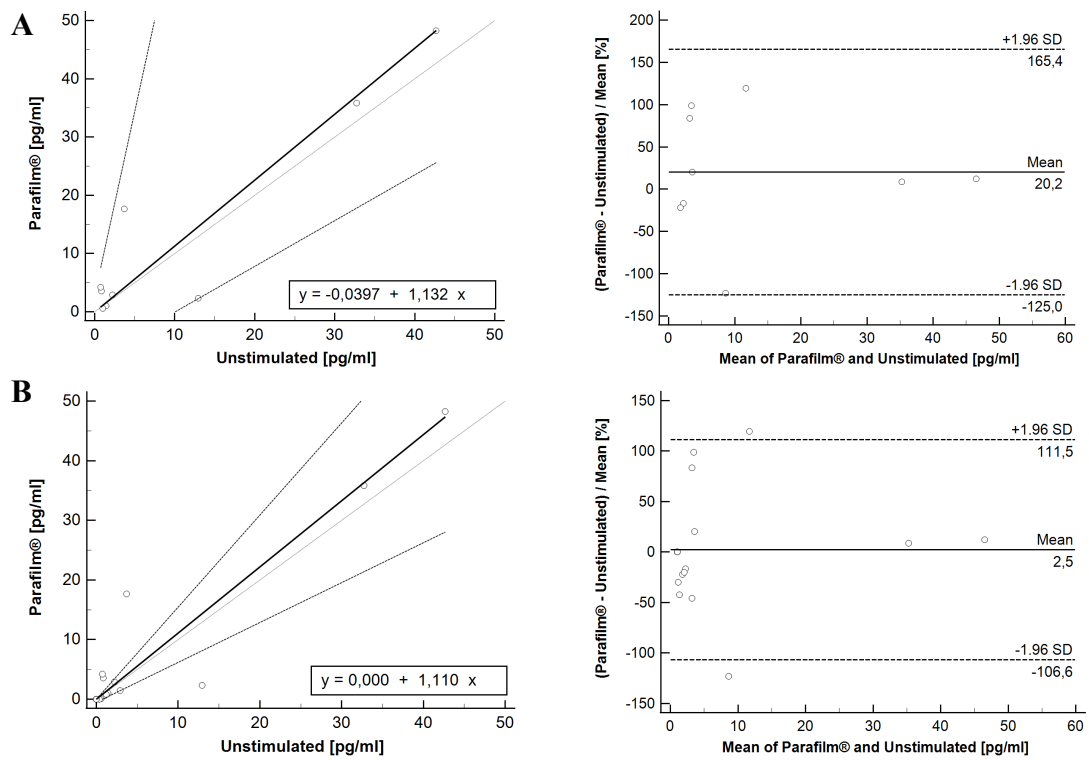 A
Parafilm® [pg/ml]
50
40
30
20
10
0
y = -0,0397 + 1,132 x
0 10 20 30 40 50
Unstimulated [pg/ml]
(Parafilm® - Unstimulated) / Mean [%]
200
150
100
50
0
-50
-100
-150
+1.96 SD
165,4
Mean
20,2
-1.96 SD
-125,0
0 10 20 30 40 50 60
Mean of Parafilm® and Unstimulated [pg/ml]
B
Parafilm® [pg/ml]
50
40
30
20
10
0
y = 0,000 + 1,110 x
0 10 20 30 40 50
Unstimulated [pg/ml]
(Parafilm® - Unstimulated) / Mean [%]
150
100
50
0
-50
-100
-150
+1.96 SD
111,5
Mean
2,5
-1.96 SD
-106,6
0 10 20 30 40 50 60
Mean of Parafilm® and Unstimulated [pg/ml]